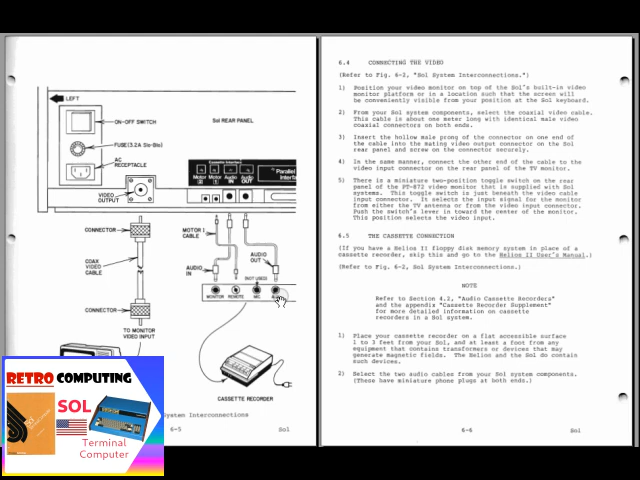 LEFT
ON-OFF SWITCH
Sol REAR PANEL
FUSE(3.2A Slo-Blo)
AC
RECEPTACLE
Cassette Interface
Motor 2
Motor 1
Audio IN
Audio OUT
Parallel
Interfa
VIDEO
OUTPUT
CONNECTOR
MOTOR 1
CABLE
COAX
VIDEO
CABLE
AUDIO
IN
AUDIO
OUT
(NOT USED)
MONITOR
REMOTE
MIC
CONNECTOR
TO MONITOR
VIDEO INPUT
CASSETTE RECORDER
ystem Interconnections
6-5
Sol
6.4 CONNECTING THE VIDEO
(Refer to Fig. 6-2, "Sol System Interconnections.")
1) Position your video monitor on top of the Sol's built-in video
monitor platform or in a location such that the screen will
be conveniently visible from your position at the Sol keyboard.
2) From your Sol system components, select the coaxial video cable.
This cable is about one meter long with identical male video
coaxial connectors on both ends.
3) Insert the hollow male prong of the connector on one end of
the cable into the mating video output connector on the Sol
rear panel and screw on the connector securely.
4) In the same manner, connect the other end of the cable to the
video input connector on the rear panel of the TV monitor.
5) There is a miniature two-position toggle switch on the rear
panel of the PT-872 video monitor that is supplied with Sol
systems. This toggle switch is just beneath the video cable
input connector. It selects the input signal for the monitor
from either the TV antenna or from the video input connector.
Push the switch's lever in toward the center of the monitor.
This position selects the video input.
6.5 THE CASSETTE CONNECTION
(If you have a Helios II floppy disk memory system in place of a
cassette recorder, skip this and go to the Helios II User's Manual.)
(Refer to Fig. 6-2, Sol System Interconnections.)
NOTE
Refer to Section 4.2, "Audio Cassette Recorders"
and the appendix "Cassette Recorder Supplement"
for more detailed information on cassette
recorders in a Sol system.
1) Place your cassette recorder on a flat accessible surface
1 to 3 feet from your Sol, and at least a foot from any
equipment that contains transformers or devices that may
generate magnetic fields. The Helios and the Sol do contain
such devices.
2) Select the two audio cables from your Sol system components.
(These have miniature phone plugs at both ends.)
6-6
Sol
RETRO COMPUTING
SOL
Terminal
Computer